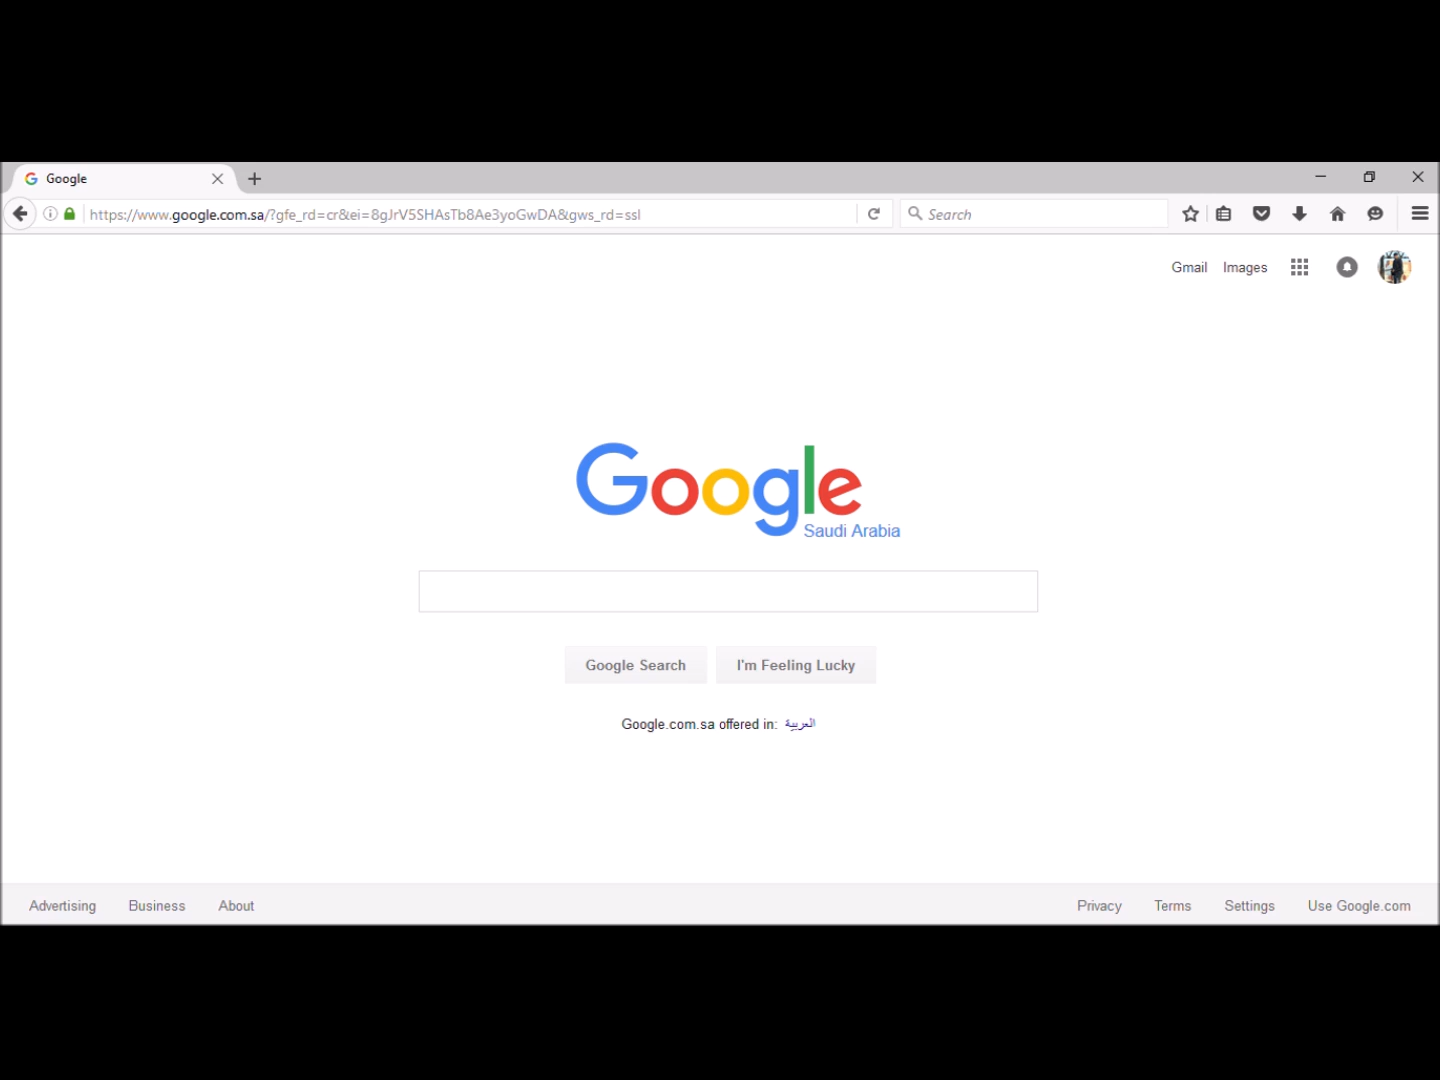 Google
https://www.google.com.sa/?gfe_rd=cr&ei=8gJrV5SHAsTb8Ae3yoGwDA&gws_rd=ssl
Search
Gmail Images
Google
Saudi Arabia
Google Search I'm Feeling Lucky
Google.com.sa offered in: العربية
Advertising Business About Privacy Terms Settings Use Google.com